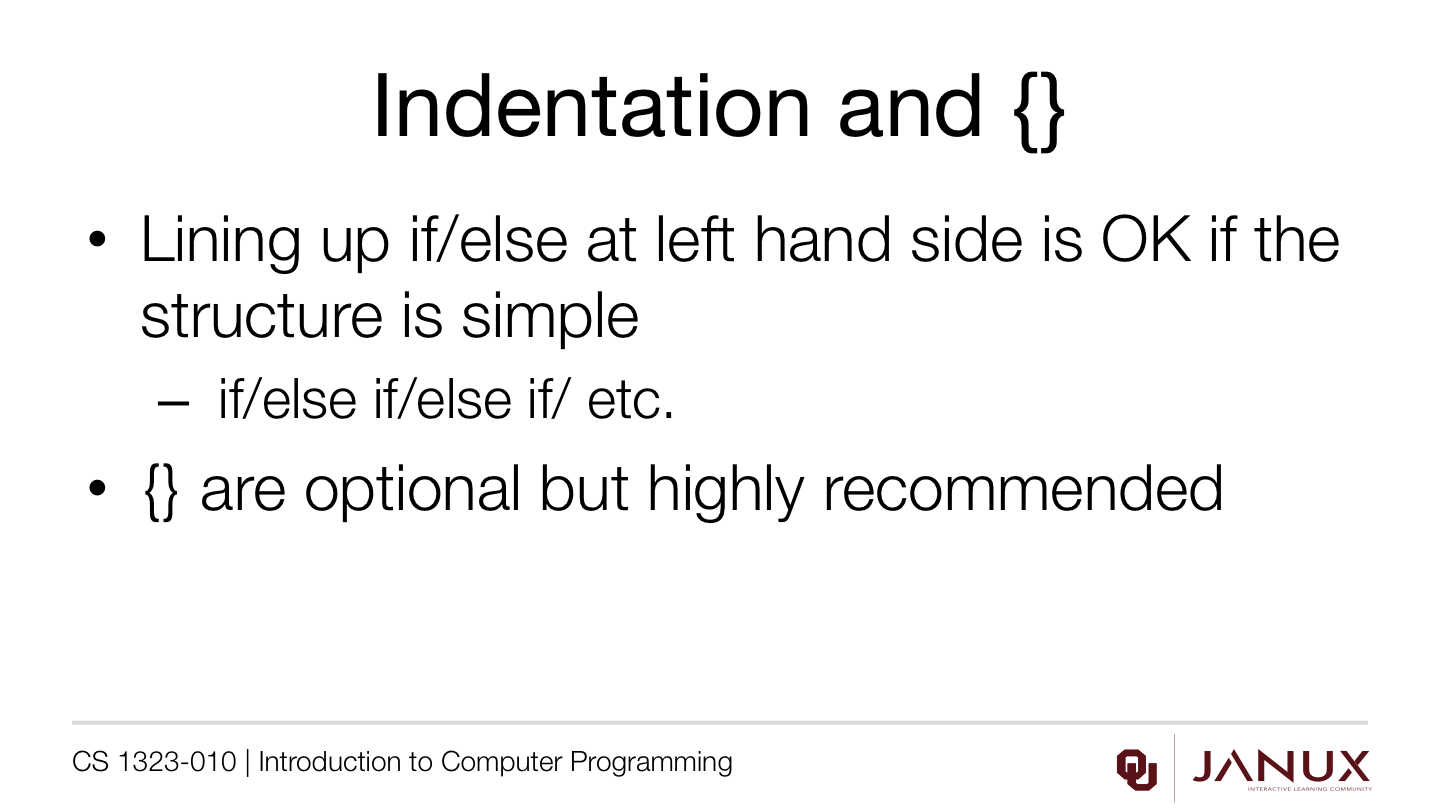 Indentation and {}
• Lining up if/else at left hand side is OK if the
structure is simple
– if/else if/else if/ etc.
• {} are optional but highly recommended
CS 1323-010 | Introduction to Computer Programming
OU
JANUX
INTERACTIVE LEARNING COMMUNITY